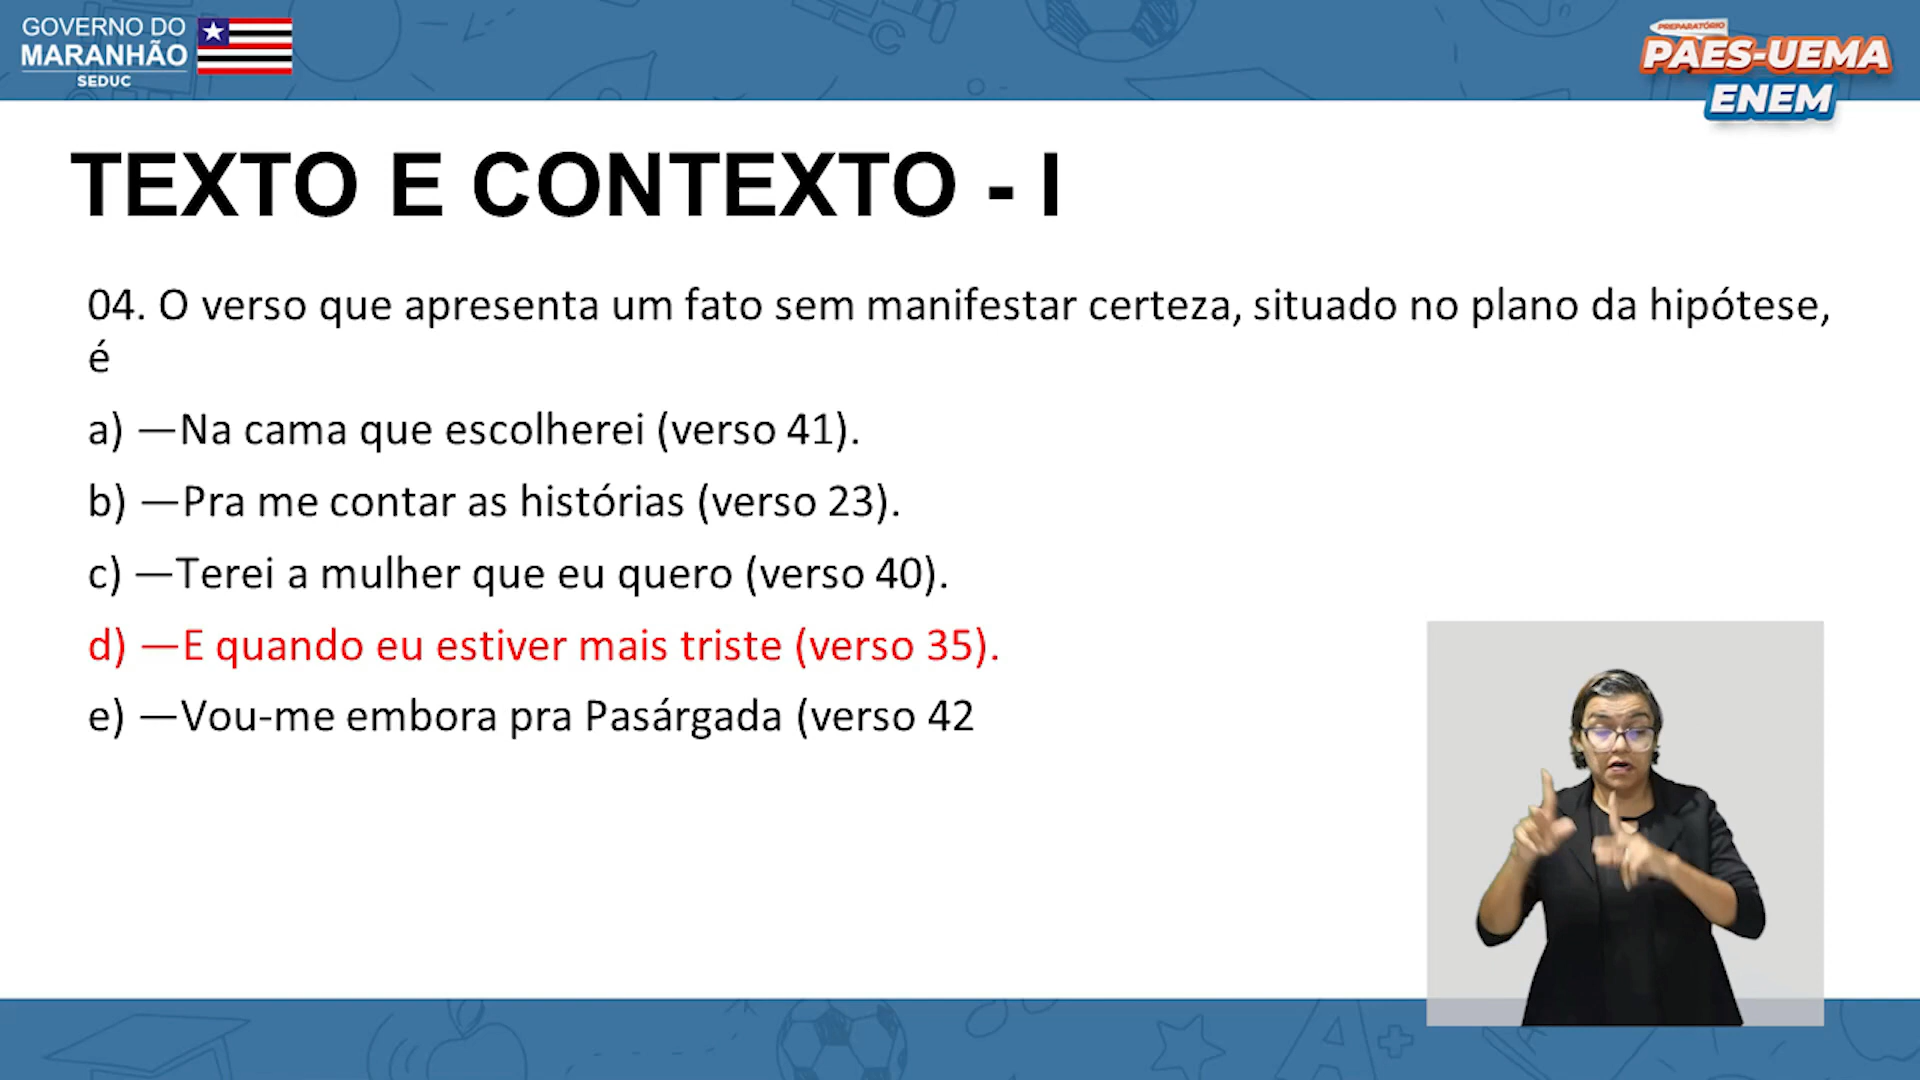 GOVERNO DO
MARANHÃO
SEDUC
PREPARATÓRIO
PAES-UEMA
ENEM
TEXTO E CONTEXTO - I
04. O verso que apresenta um fato sem manifestar certeza, situado no plano da hipótese,
é
a) —Na cama que escolherei (verso 41).
b) —Pra me contar as histórias (verso 23).
c) —Terei a mulher que eu quero (verso 40).
d) —E quando eu estiver mais triste (verso 35).
e) —Vou-me embora pra Pasárgada (verso 42
A+